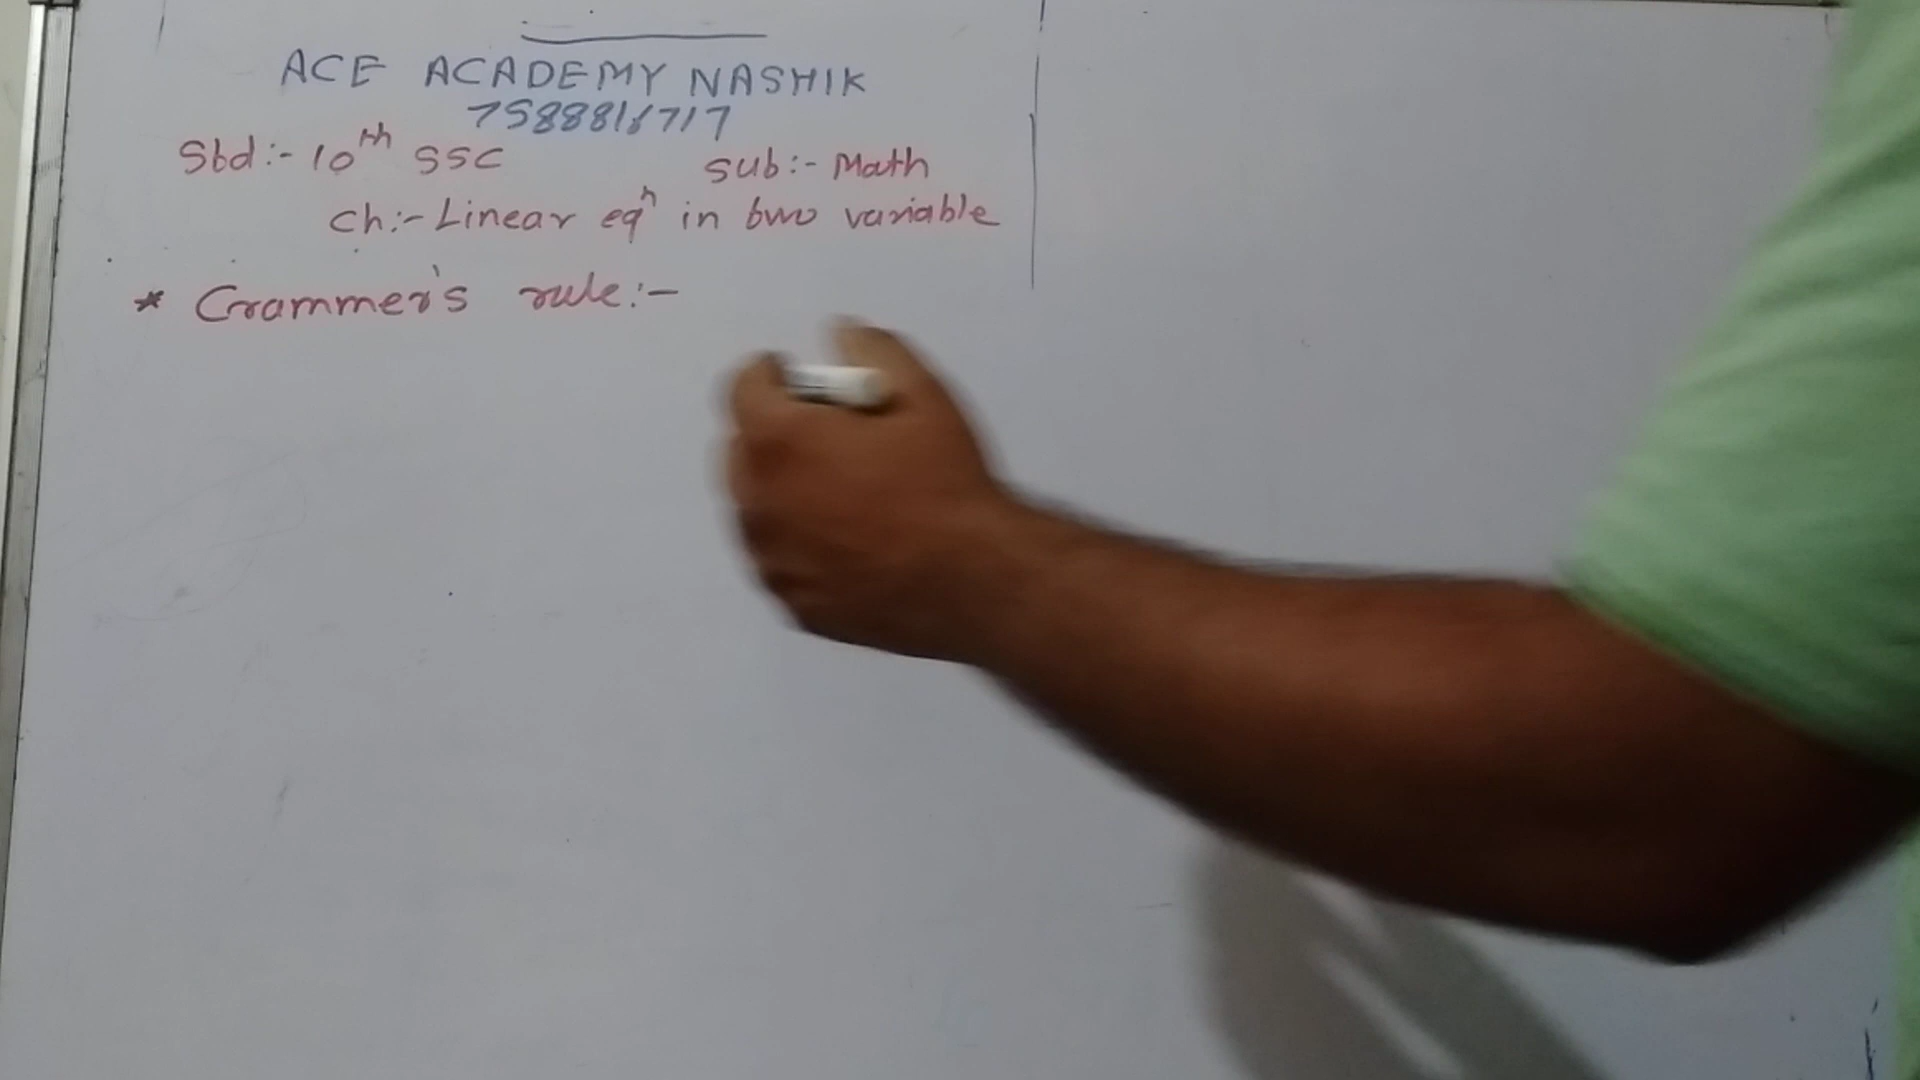 ACE ACADEMY NASHIK
7588816717
Std:- 10th SSC Sub:- Math
Ch:- Linear eqn in two variable
* Crammer's rule:-